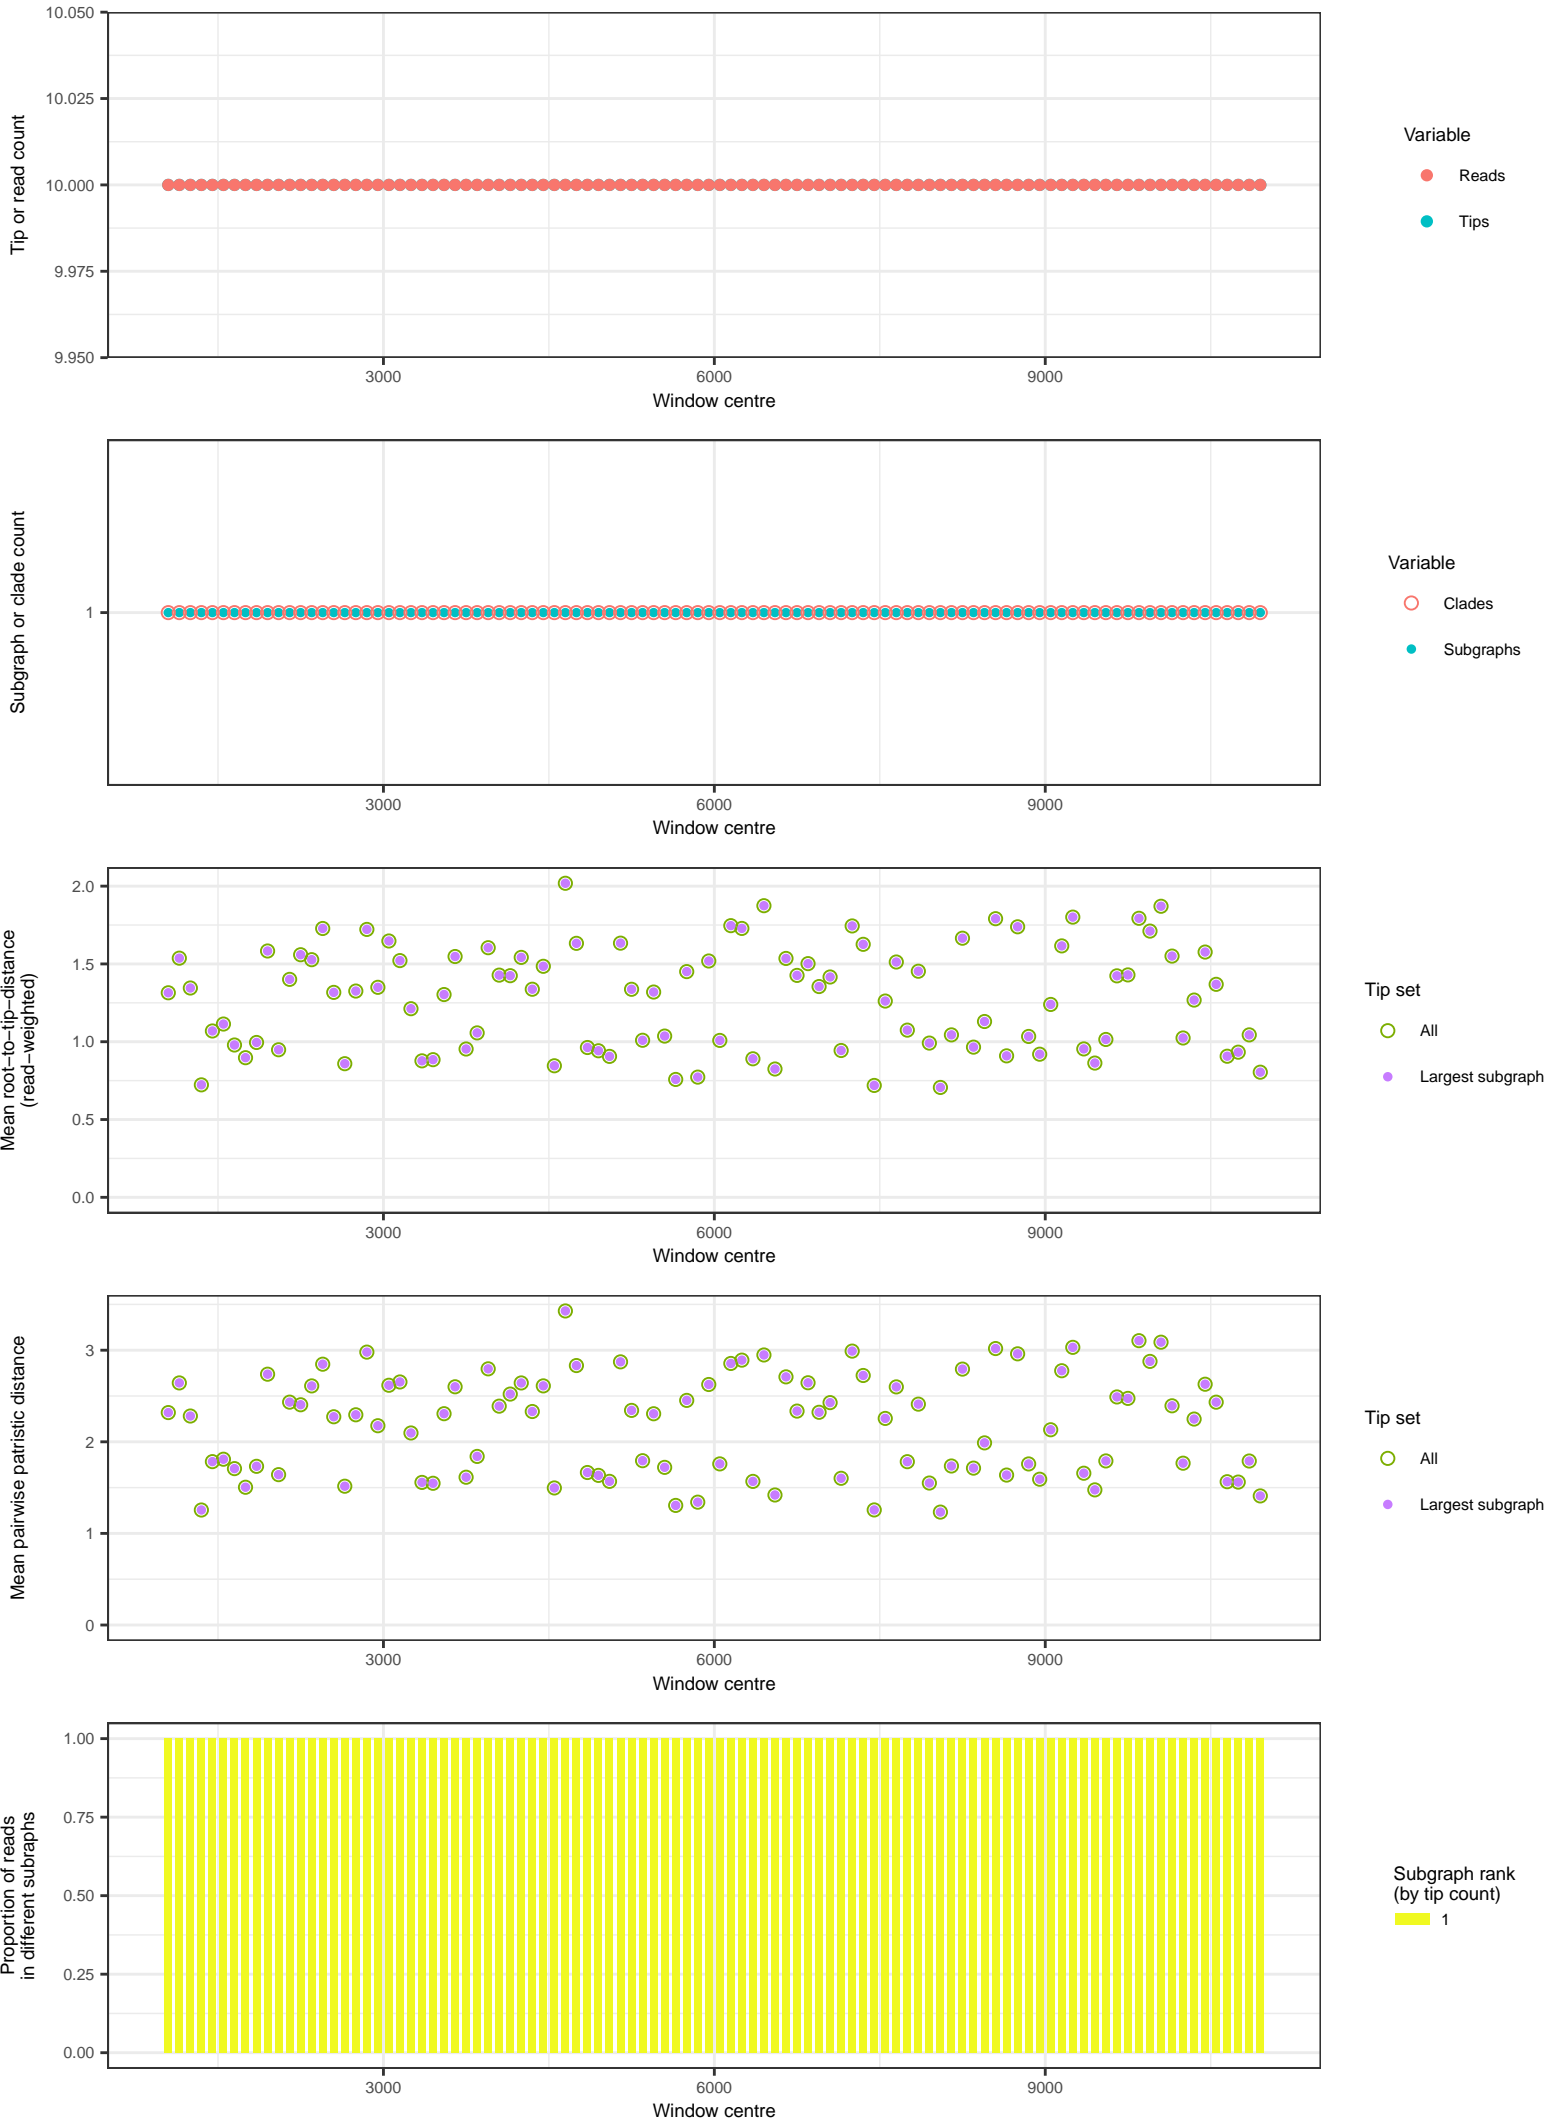 10.050
10.025
10.000
9.975
9.950
Tip or read count
3000
6000
9000
Window centre
Variable
Reads
Tips
1
Subgraph or clade count
3000
6000
9000
Window centre
Variable
Clades
Subgraphs
2.0
1.5
1.0
0.5
0.0
Mean root−to−tip−distance
(read−weighted)
3000
6000
9000
Window centre
Tip set
All
Largest subgraph
3
2
1
0
Mean pairwise patristic distance
3000
6000
9000
Window centre
Tip set
All
Largest subgraph
1.00
0.75
0.50
0.25
0.00
Proportion of reads
in different subraphs
3000
6000
9000
Window centre
Subgraph rank
(by tip count)
1